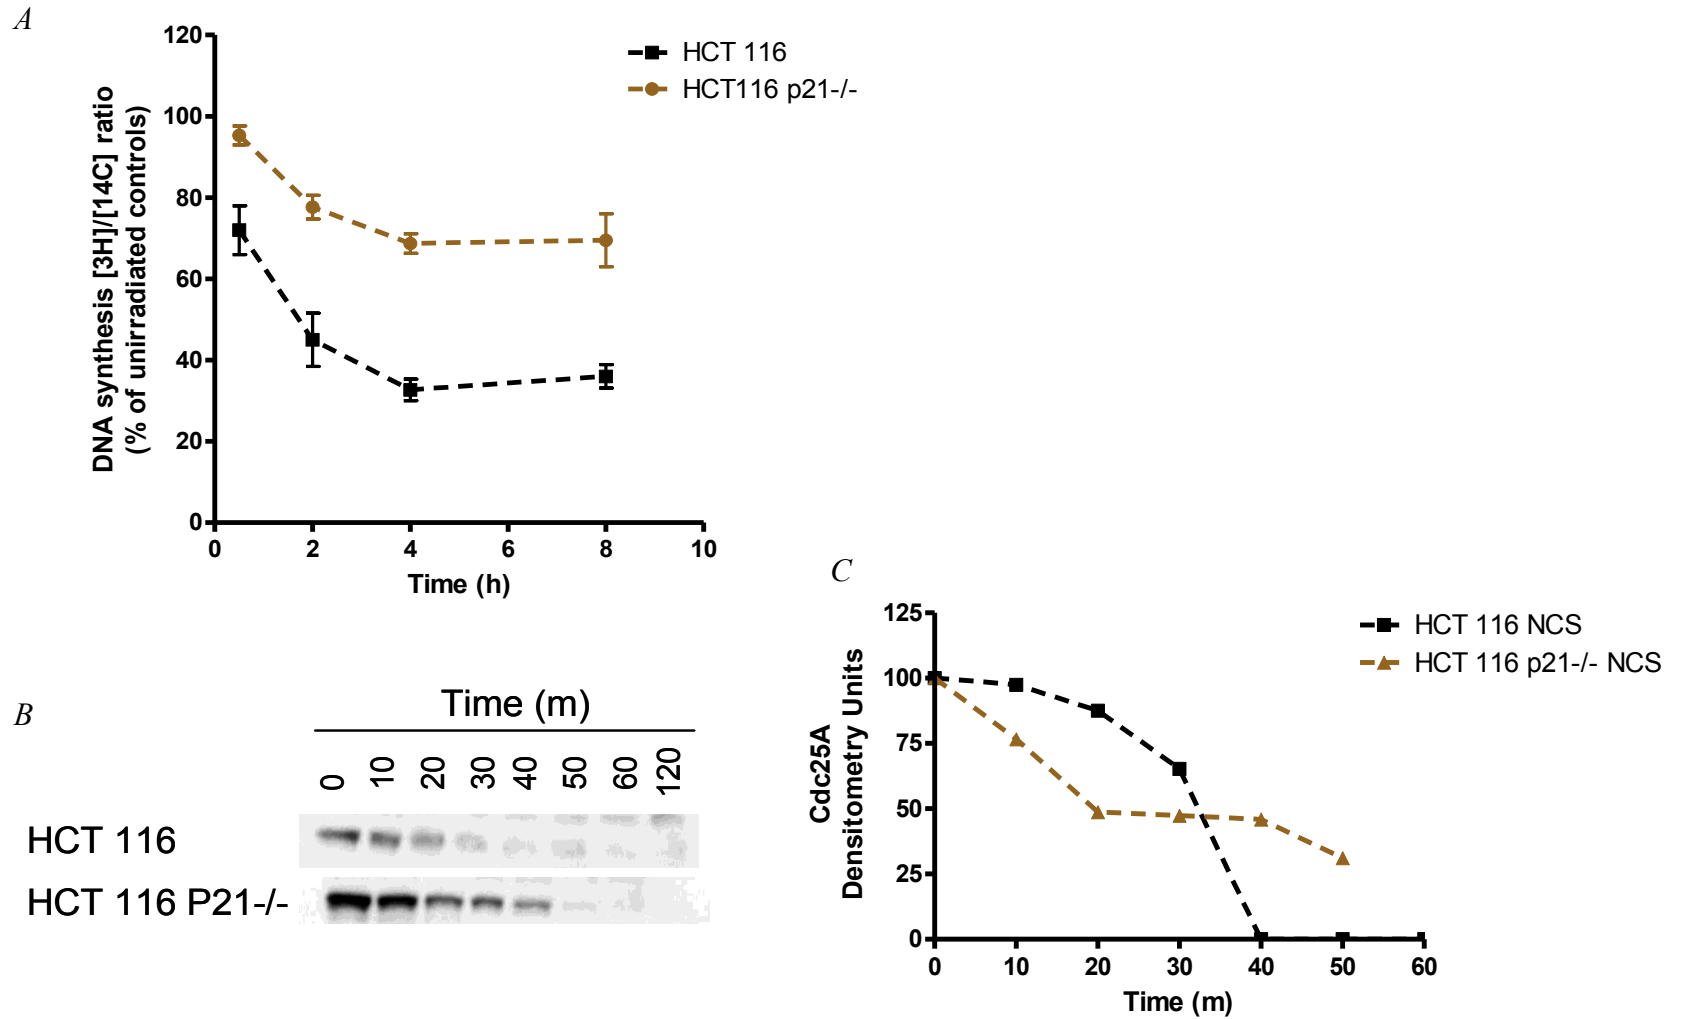 A
120
100
80
60
40
20
0
0 2 4 6 8 10
Time (h)
DNA synthesis [3H]/[14C] ratio
(% of unirradiated controls)
HCT 116
HCT116 p21-/-
B
Time (m)
0 10 20 30 40 50 60 120
HCT 116
HCT 116 P21-/-
C
125
100
75
50
25
0
0 10 20 30 40 50 60
Time (m)
Cdc25A
Densitometry Units
HCT 116 NCS
HCT 116 p21-/- NCS